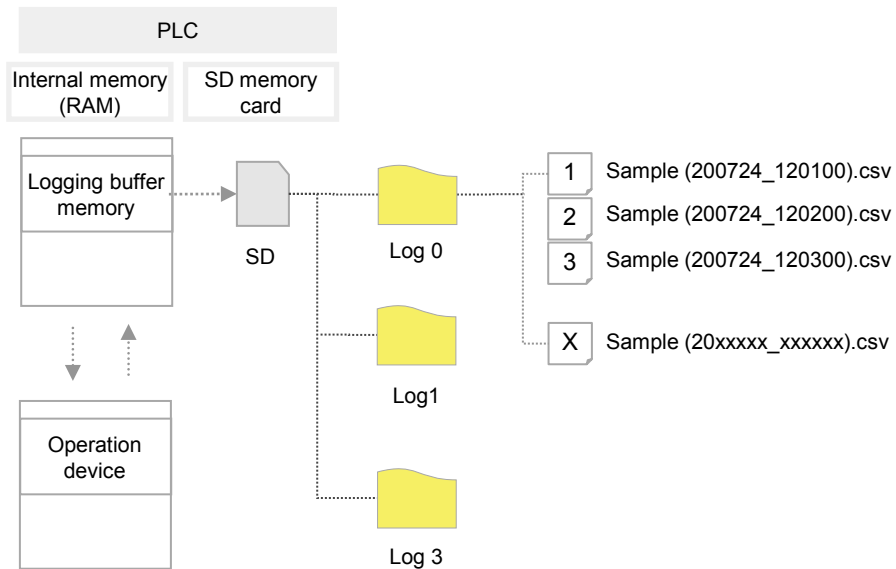 PLC
Internal memory
(RAM)
SD memory
card
Logging buffer
memory
SD
Log 0
1
Sample (200724_120100).csv
2
Sample (200724_120200).csv
3
Sample (200724_120300).csv
X
Sample (20xxxxx_xxxxxx).csv
Log1
Operation
device
Log 3